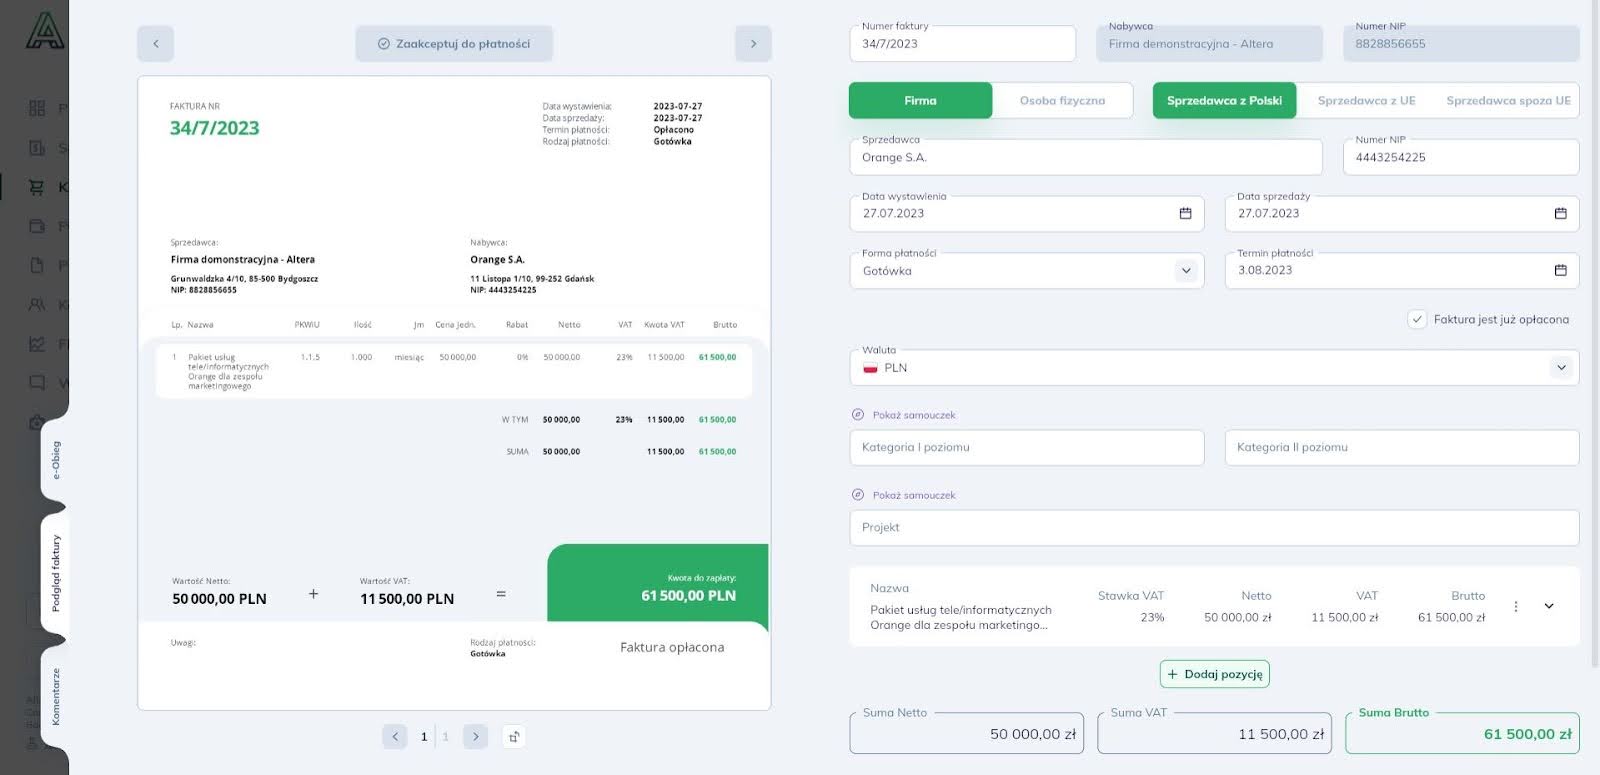 Zaakceptuj do płatności
FAKTURA NR
34/7/2023
Data wystawienia: 2023-07-27
Data sprzedaży: 2023-07-27
Termin płatności: Opłacono
Rodzaj płatności: Gotówka
Sprzedawca:
Firma domonstracyjna - Altera
Grunwaldzka 4/10, 85-500 Bydgoszcz
NIP: 8828856655
Nabywca:
Orange S.A.
11 Listopa 1/10, 99-252 Gdańsk
NIP: 4443254225
Lp. Nazwa PKWiU Ilość Jm Cena Jedn. Rabat Netto VAT Kwota VAT Brutto
1 Pakiet usług 1.1.5 1.000 miesiąc 50 000,00 0% 50 000,00 23% 11 500,00 61 500,00
tele/informatycznych
Orange dla zespołu
marketingowego
W TYM 50 000,00 23% 11 500,00 61 500,00
SUMA 50 000,00 11 500,00 61 500,00
Wartość Netto:
50 000,00 PLN
+
Wartość VAT:
11 500,00 PLN
=
Kwota do zapłaty:
61 500,00 PLN
Uwagi:
Rodzaj płatności:
Gotówka
Faktura opłacona
1 1
e-Obieg
Podgląd faktury
Komentarze
Numer faktury
34/7/2023
Nabywca
Firma demonstracyjna - Altera
Numer NIP
8828856655
Firma
Osoba fizyczna
Sprzedawca z Polski
Sprzedawca z UE
Sprzedawca spoza UE
Sprzedawca
Orange S.A.
Numer NIP
4443254225
Data wystawienia
27.07.2023
Data sprzedaży
27.07.2023
Forma płatności
Gotówka
Termin płatności
3.08.2023
Faktura jest już opłacona
Waluta
PLN
Pokaż samouczek
Kategoria I poziomu
Kategoria II poziomu
Pokaż samouczek
Projekt
Nazwa Stawka VAT Netto VAT Brutto
Pakiet usług tele/informatycznych 23% 50 000,00 zł 11 500,00 zł 61 500,00 zł
Orange dla zespołu marketingo...
+ Dodaj pozycję
Suma Netto
50 000,00 zł
Suma VAT
11 500,00 zł
Suma Brutto
61 500,00 zł